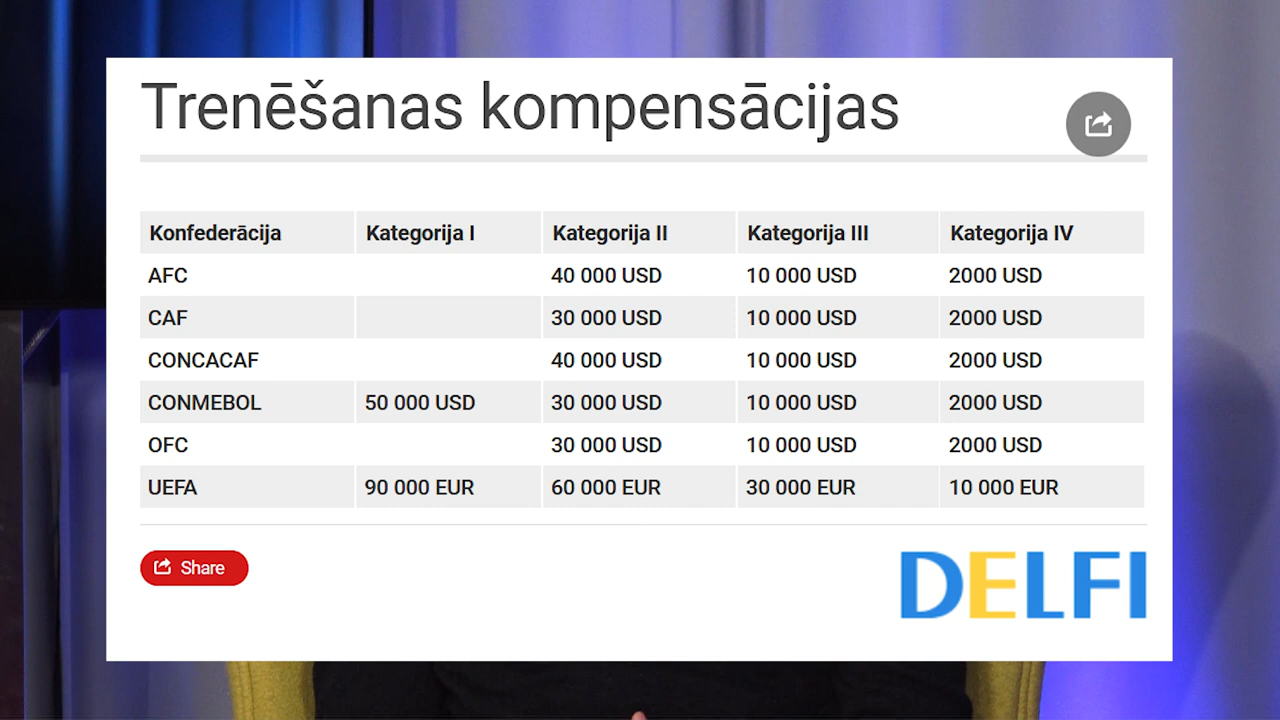 Trenēšanas kompensācijas
Konfederācija Kategorija I Kategorija II Kategorija III Kategorija IV
AFC 40 000 USD 10 000 USD 2000 USD
CAF 30 000 USD 10 000 USD 2000 USD
CONCACAF 40 000 USD 10 000 USD 2000 USD
CONMEBOL 50 000 USD 30 000 USD 10 000 USD 2000 USD
OFC 30 000 USD 10 000 USD 2000 USD
UEFA 90 000 EUR 60 000 EUR 30 000 EUR 10 000 EUR
Share
DELFI